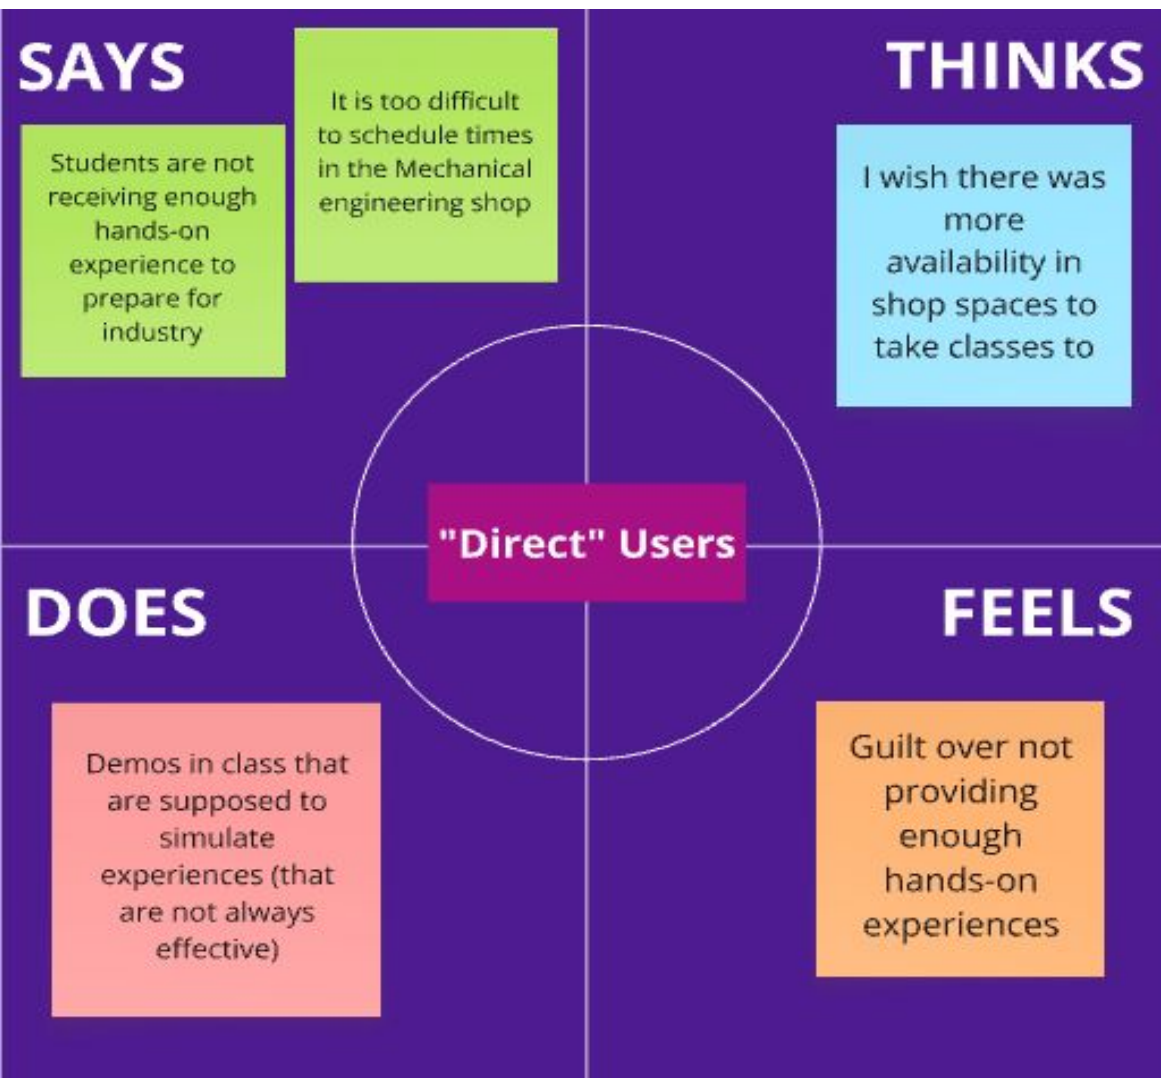 SAYS
Students are not
receiving enough
hands-on
experience to
prepare for
industry
It is too difficult
to schedule times
in the Mechanical
engineering shop
THINKS
I wish there was
more
availability in
shop spaces to
take classes to
"Direct" Users
DOES
Demos in class that
are supposed to
simulate
experiences (that
are not always
effective)
FEELS
Guilt over not
providing
enough
hands-on
experiences